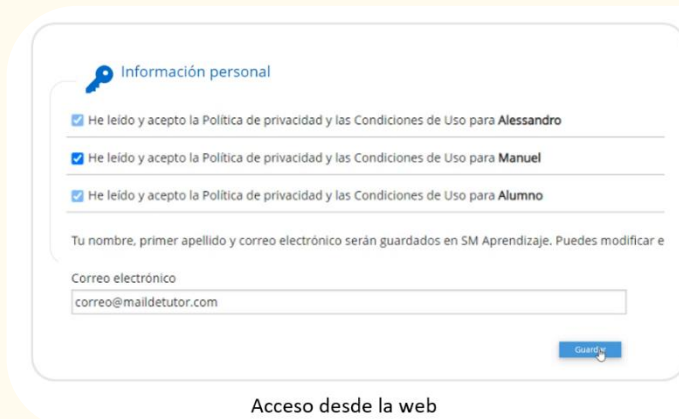 Información personal
He leído y acepto la Política de privacidad y las Condiciones de Uso para Alessandro
He leído y acepto la Política de privacidad y las Condiciones de Uso para Manuel
He leído y acepto la Política de privacidad y las Condiciones de Uso para Alumno
Tu nombre, primer apellido y correo electrónico serán guardados en SM Aprendizaje. Puedes modificar e
Correo electrónico
correo@maildetutor.com
Guardar
Acceso desde la web